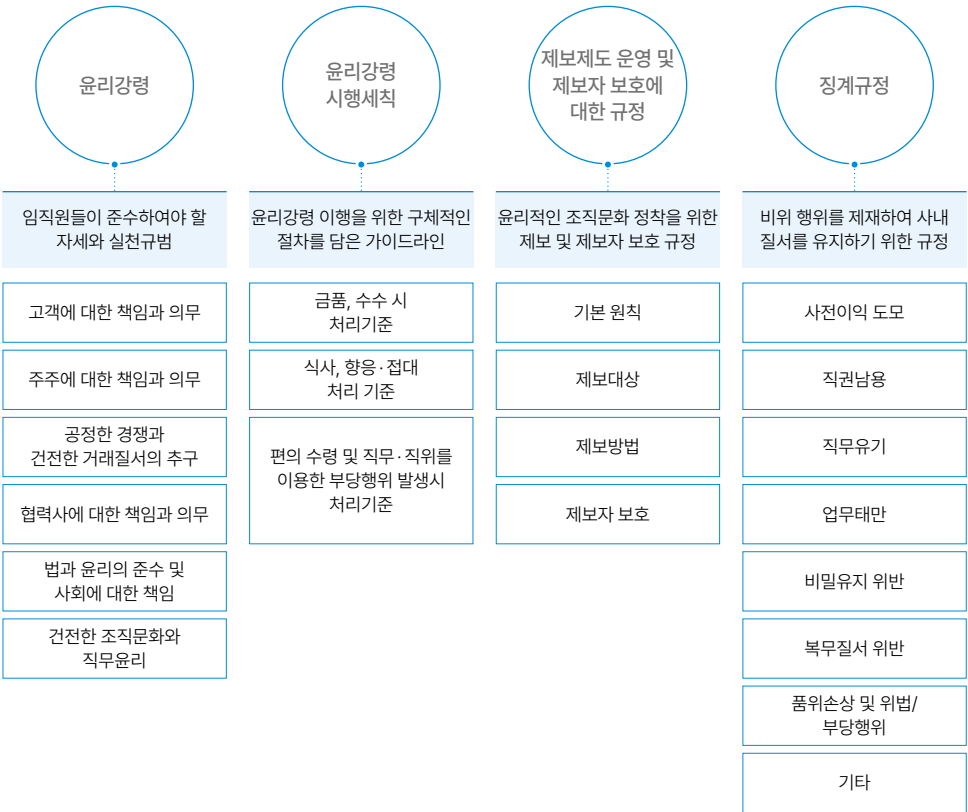 윤리강령
임직원들이 준수하여야 할
자세와 실천규범
고객에 대한 책임과 의무
주주에 대한 책임과 의무
공정한 경쟁과
건전한 거래질서의 추구
협력사에 대한 책임과 의무
법과 윤리의 준수 및
사회에 대한 책임
건전한 조직문화와
직무윤리
윤리강령
시행세칙
윤리강령 이행을 위한 구체적인
절차를 담은 가이드라인
금품, 수수 시
처리기준
식사, 향응·접대
처리 기준
편의 수령 및 직무·직위를
이용한 부당행위 발생시
처리기준
제보제도 운영 및
제보자 보호에
대한 규정
윤리적인 조직문화 정착을 위한
제보 및 제보자 보호 규정
기본 원칙
제보대상
제보방법
제보자 보호
징계규정
비위 행위를 제재하여 사내
질서를 유지하기 위한 규정
사전이익 도모
직권남용
직무유기
업무태만
비밀유지 위반
복무질서 위반
품위손상 및 위법/
부당행위
기타